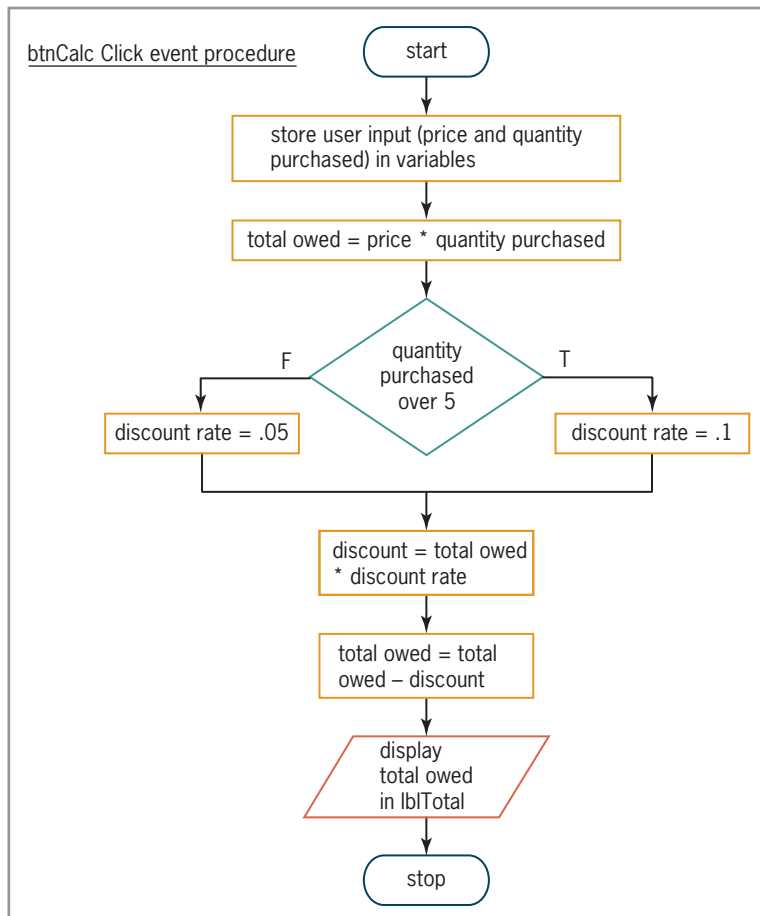 btnCalc Click event procedure
start
store user input (price and quantity
purchased) in variables
total owed = price * quantity purchased
quantity
purchased
over 5
F
T
discount rate = .05
discount rate = .1
discount = total owed
* discount rate
total owed = total
owed – discount
display
total owed
in lblTotal
stop